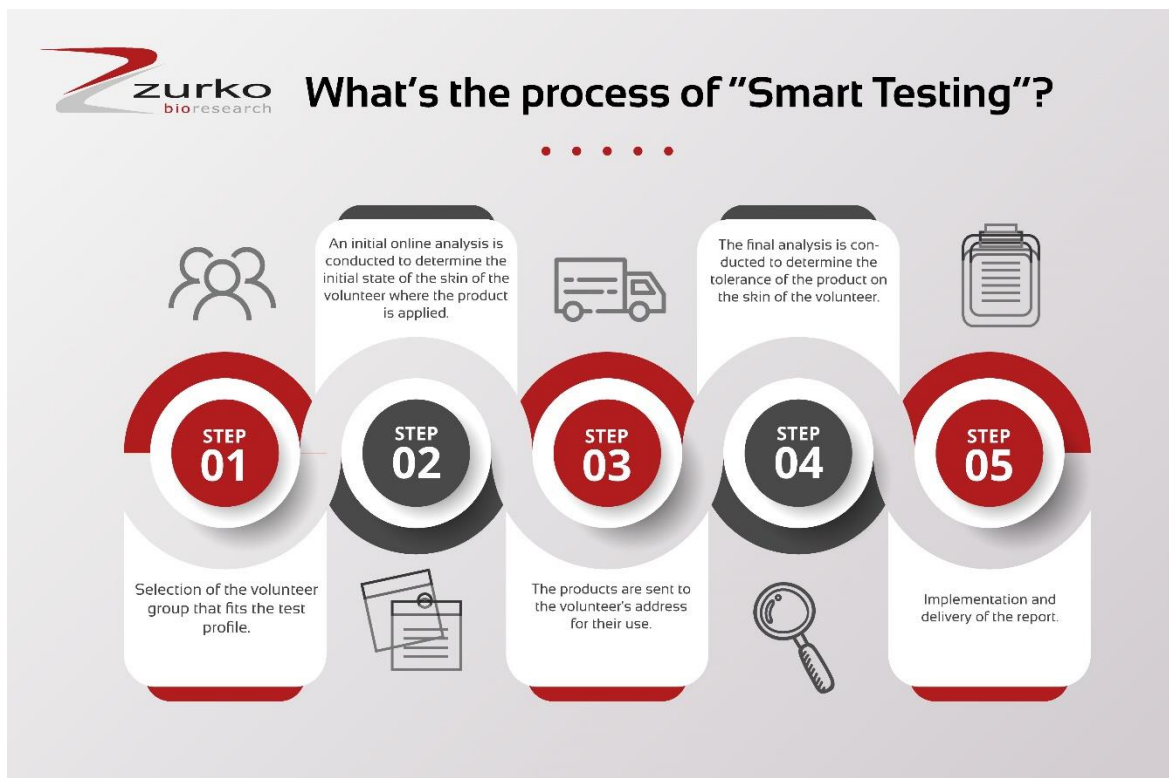 zurko
bioresearch
What's the process of "Smart Testing"?
STEP
01
Selection of the volunteer
group that fits the test
profile.
An initial online analysis is
conducted to determine the
initial state of the skin of the
volunteer where the product
is applied.
STEP
02
STEP
03
The products are sent to
the volunteer's address
for their use.
The final analysis is con-
ducted to determine the
tolerance of the product on
the skin of the volunteer.
STEP
04
STEP
05
Implementation and
delivery of the report.